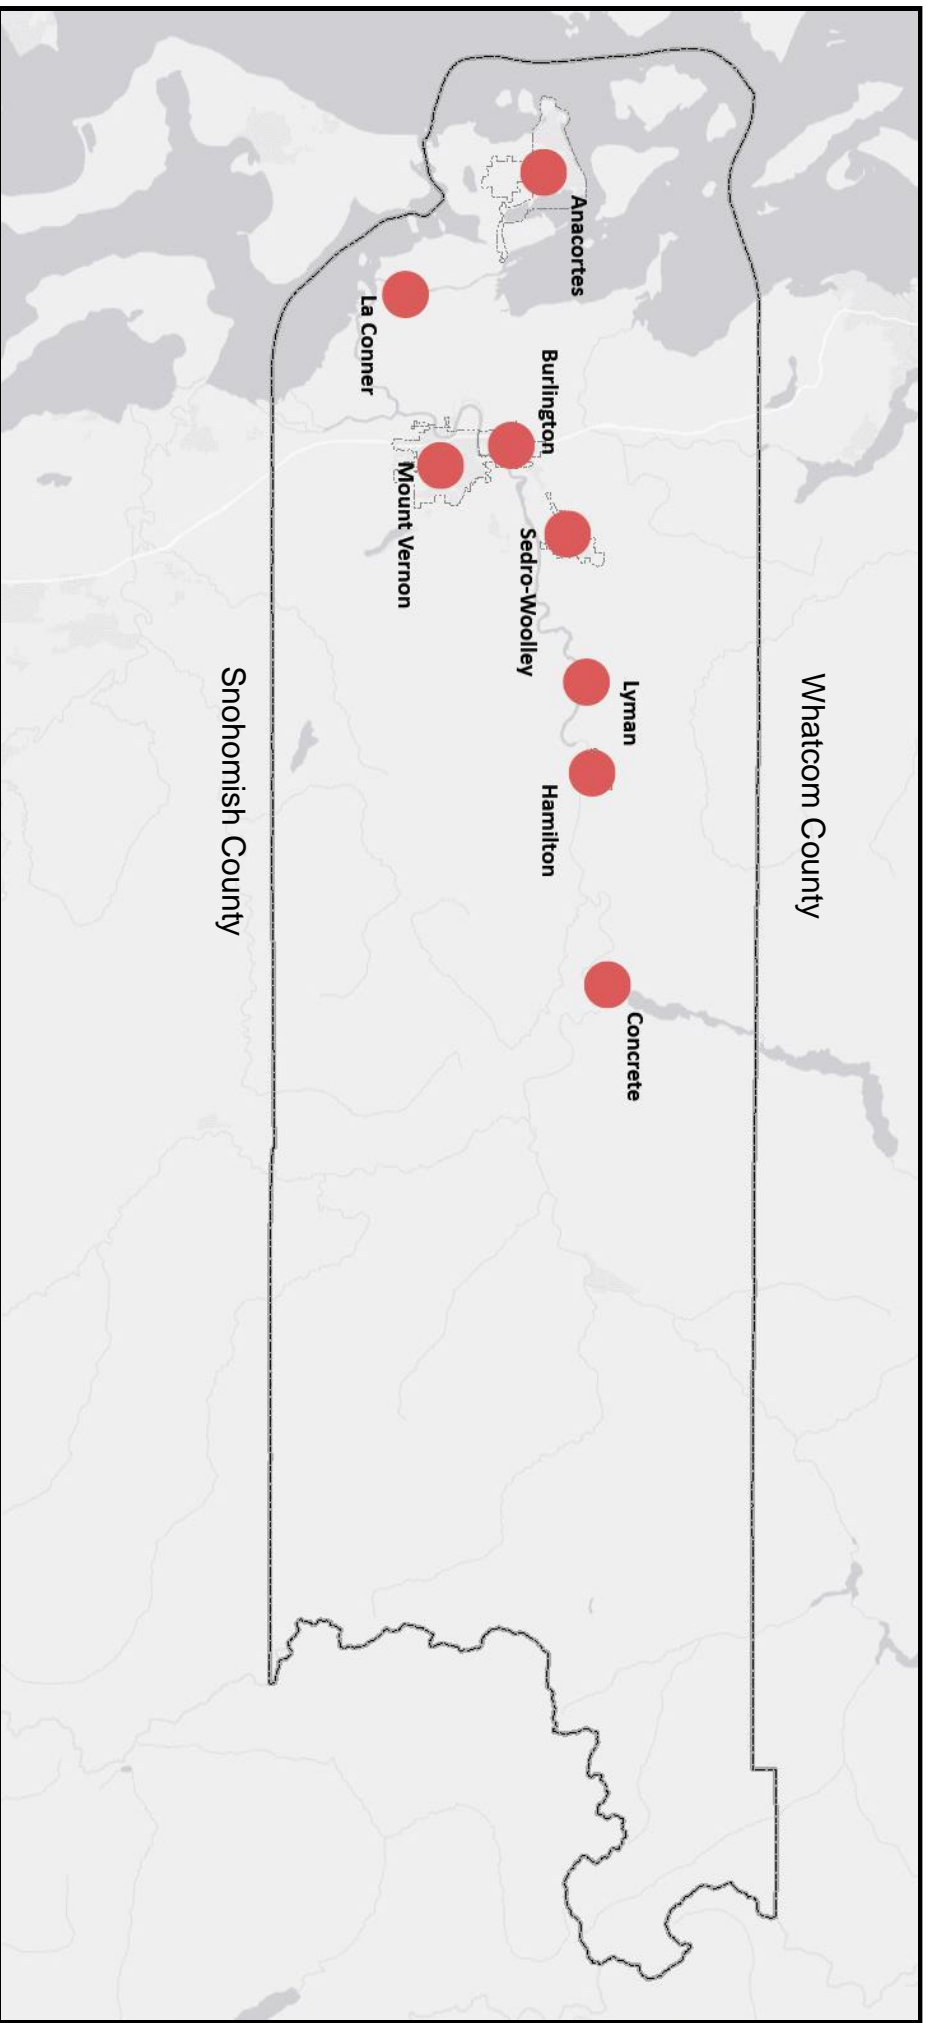 Whatcom County
Anacortes
La Conner
Burlington
Mount Vernon
Sedro-Woolley
Lyman
Hamilton
Concrete
Snohomish County